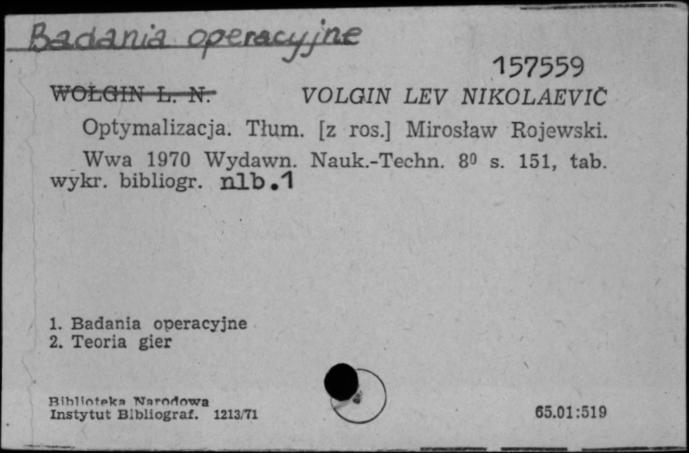 Badania operacyjne
157559
WOŁGIN L. N. VOLGIN LEV NIKOLAEVIČ
Optymalizacja. Tłum. [z ros.] Mirosław Rojewski.
Wwa 1970 Wydawn. Nauk.-Techn. 8⁰ s. 151, tab.
wykr. bibliogr. nlb.1
1. Badania operacyjne
2. Teoria gier
Biblioteka Narodowa
Instytut Bibliograf. 1213/71
65.01:519